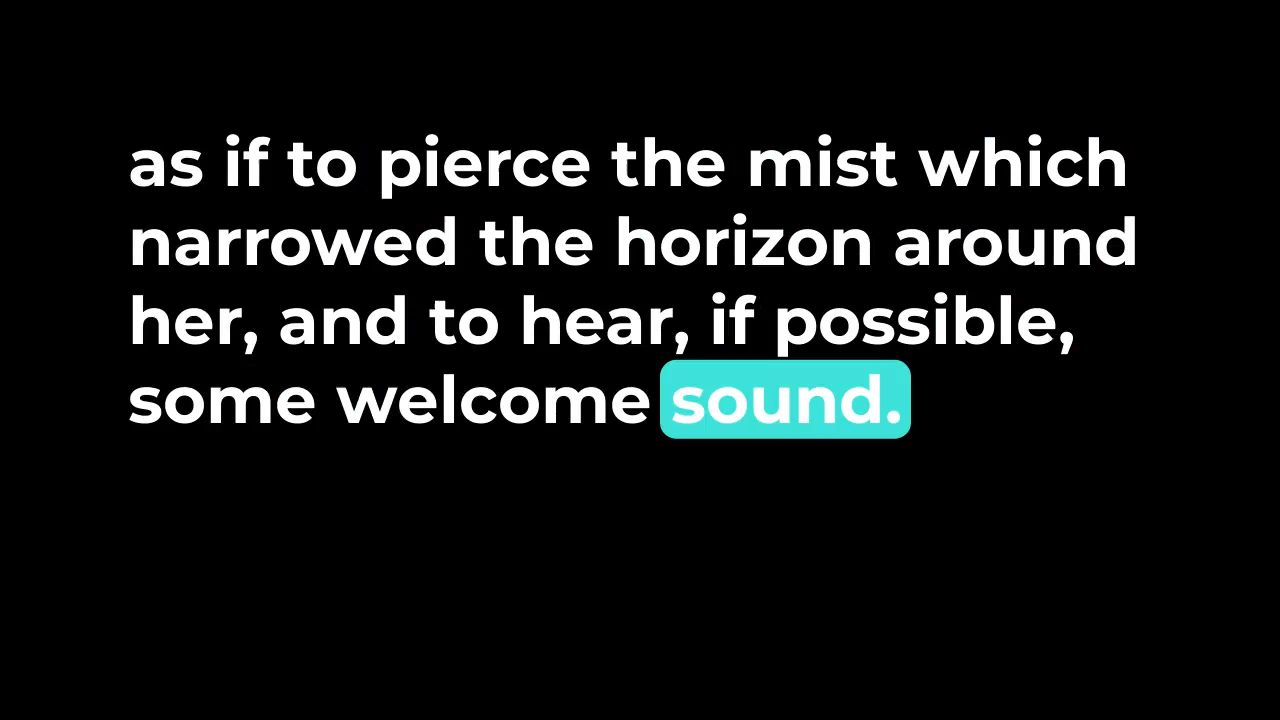 as if to pierce the mist which
narrowed the horizon around
her, and to hear, if possible,
some welcome sound.